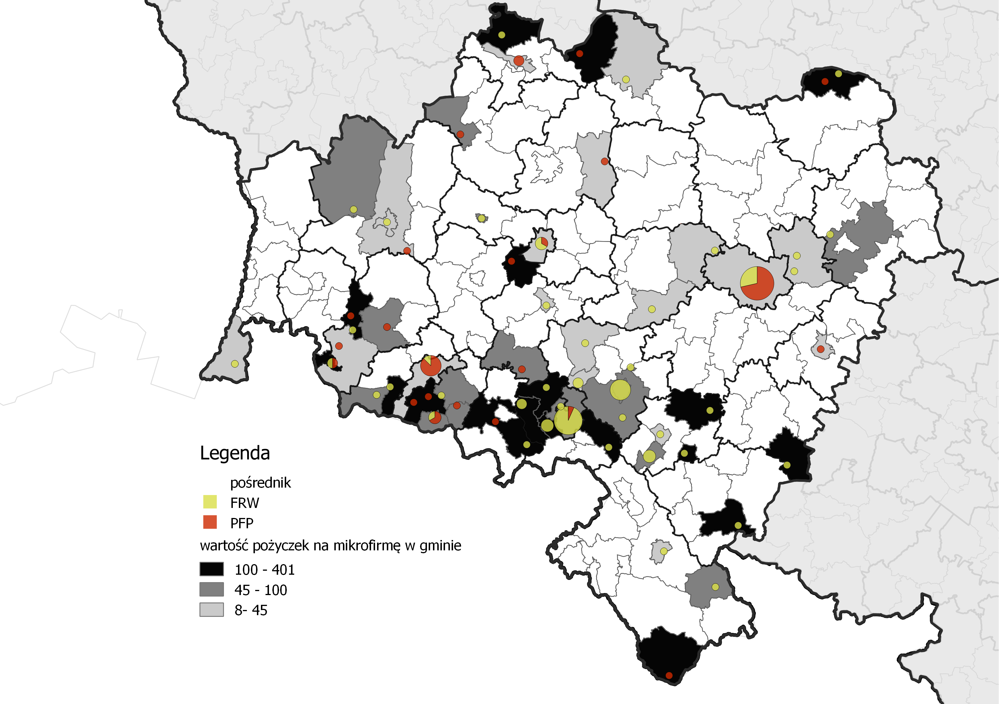 Legenda
pośrednik
FRW
PFP
wartość pożyczek na mikrofirmę w gminie
100 - 401
45 - 100
8- 45